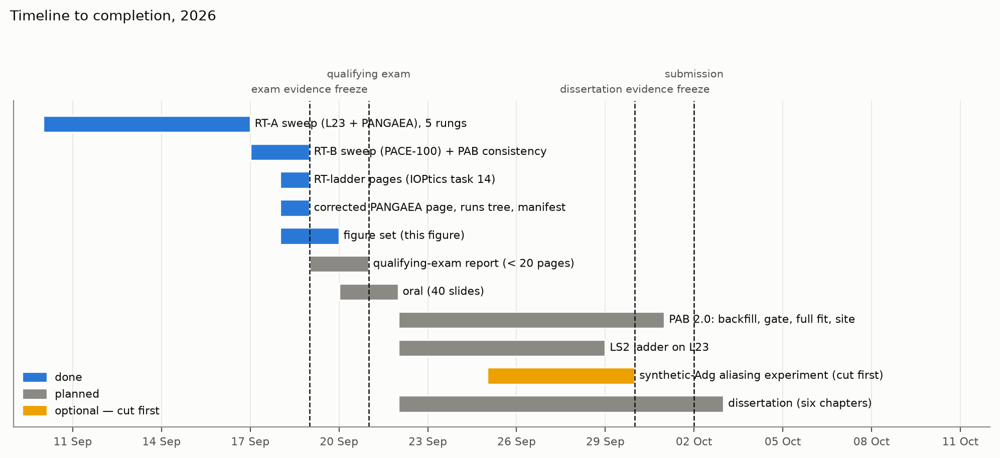 Timeline to completion, 2026
qualifying exam
submission
exam evidence freeze
dissertation evidence freeze
RT-A sweep (L23 + PANGAEA), 5 rungs
RT-B sweep (PACE-100) + PAB consistency
RT-ladder pages (IOPtics task 14)
corrected PANGAEA page, runs tree, manifest
figure set (this figure)
qualifying-exam report (< 20 pages)
oral (40 slides)
PAB 2.0: backfill, gate, full fit, site
LS2 ladder on L23
synthetic-Adg aliasing experiment (cut first)
dissertation (six chapters)
done
planned
optional — cut first
11 Sep
14 Sep
17 Sep
20 Sep
23 Sep
26 Sep
29 Sep
02 Oct
05 Oct
08 Oct
11 Oct